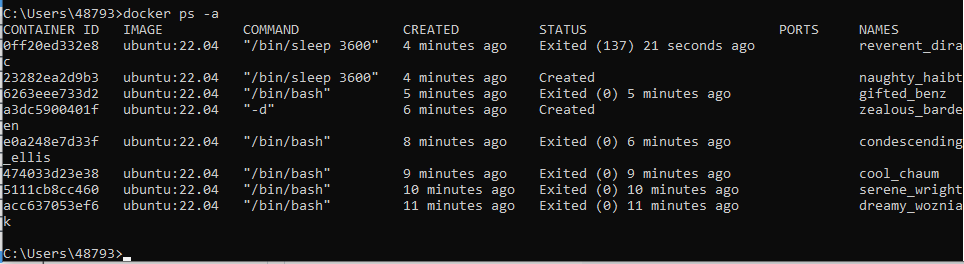 C:\Users\48793>docker ps -a
CONTAINER ID   IMAGE          COMMAND              CREATED          STATUS                        PORTS     NAMES
0ff20ed332e8   ubuntu:22.04   "/bin/sleep 3600"   4 minutes ago    Exited (137) 21 seconds ago             reverent_dira
c
23282ea2d9b3   ubuntu:22.04   "/bin/sleep 3600"   4 minutes ago    Created                                 naughty_haibt
6263eee733d2   ubuntu:22.04   "/bin/bash"         5 minutes ago    Exited (0) 5 minutes ago                gifted_benz
a3dc5900401f   ubuntu:22.04   "-d"                6 minutes ago    Created                                 zealous_barde
en
e0a248e7d33f   ubuntu:22.04   "/bin/bash"         8 minutes ago    Exited (0) 6 minutes ago                condescending
_ellis
474033d23e38   ubuntu:22.04   "/bin/bash"         9 minutes ago    Exited (0) 9 minutes ago                cool_chaum
5111cb8cc460   ubuntu:22.04   "/bin/bash"         10 minutes ago   Exited (0) 10 minutes ago               serene_wright
acc637053ef6   ubuntu:22.04   "/bin/bash"         11 minutes ago   Exited (0) 11 minutes ago               dreamy_woznia
k
C:\Users\48793>